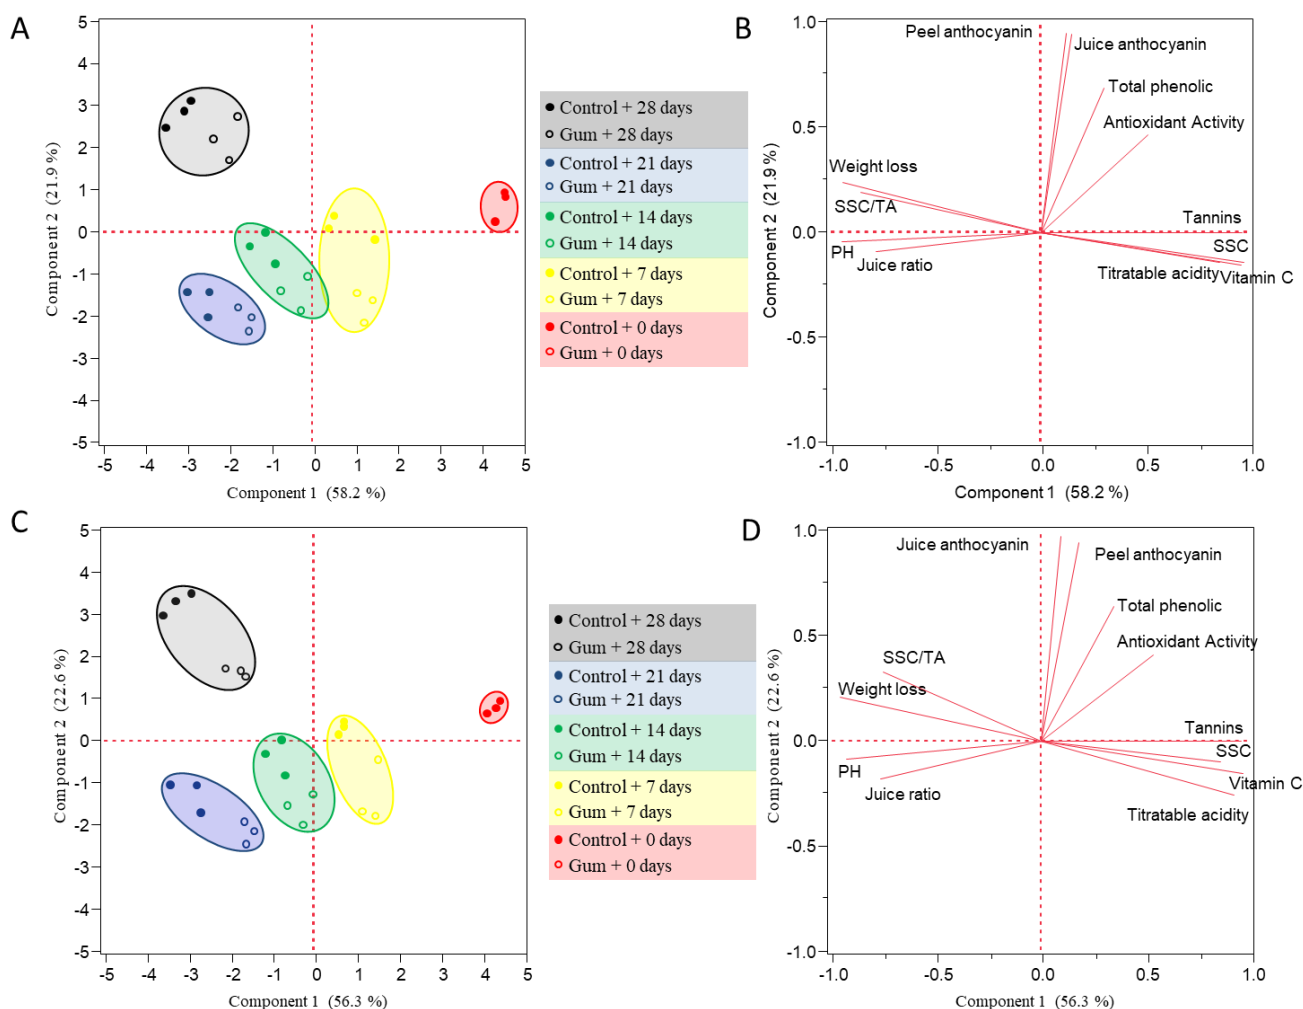 A
5
4
3
2
1
0
-1
-2
-3
-4
-5
Component 2 (21.9 %)
-5 -4 -3 -2 -1 0 1 2 3 4 5
Component 1 (58.2 %)
Control + 28 days
Gum + 28 days
Control + 21 days
Gum + 21 days
Control + 14 days
Gum + 14 days
Control + 7 days
Gum + 7 days
Control + 0 days
Gum + 0 days
B
1.0
0.5
0.0
-0.5
-1.0
Component 2 (21.9 %)
Peel anthocyanin
Juice anthocyanin
Total phenolic
Antioxidant Activity
Weight loss
SSC/TA
Tannins
PH
SSC
Juice ratio
Titratable acidity
Vitamin C
-1.0 -0.5 0.0 0.5 1.0
Component 1 (58.2 %)
C
5
4
3
2
1
0
-1
-2
-3
-4
-5
Component 2 (22.6 %)
-5 -4 -3 -2 -1 0 1 2 3 4 5
Component 1 (56.3 %)
Control + 28 days
Gum + 28 days
Control + 21 days
Gum + 21 days
Control + 14 days
Gum + 14 days
Control + 7 days
Gum + 7 days
Control + 0 days
Gum + 0 days
D
1.0
0.5
0.0
-0.5
-1.0
Component 2 (22.6 %)
Juice anthocyanin
Peel anthocyanin
Total phenolic
Antioxidant Activity
SSC/TA
Weight loss
Tannins
SSC
PH
Vitamin C
Juice ratio
Titratable acidity
-1.0 -0.5 0.0 0.5 1.0
Component 1 (56.3 %)